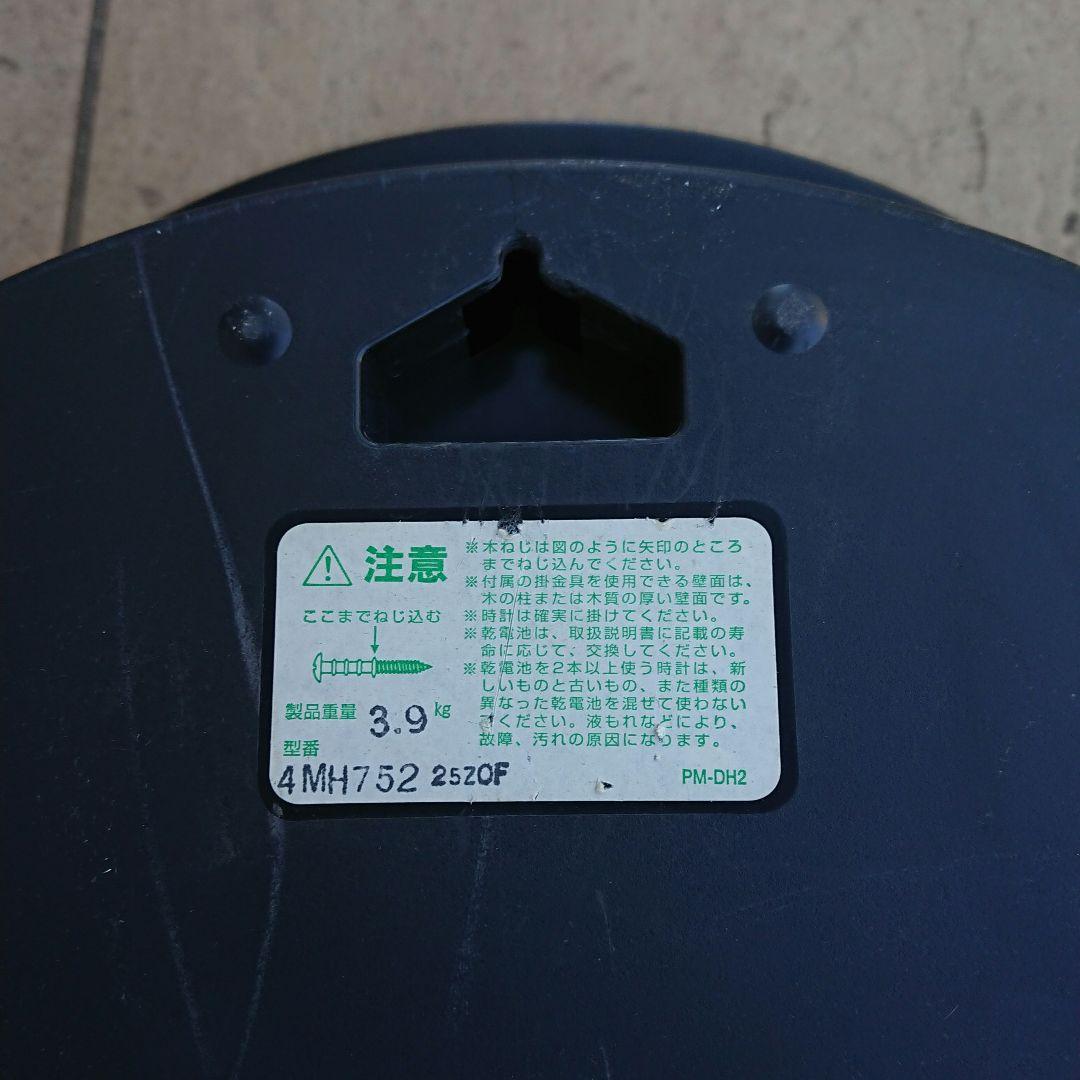 注意
ここまでねじ込む
製品重量 3.9 kg
型番
4MH752 25Z0F
※木ねじは図のように矢印のところ
までねじ込んでください。
※付属の掛金具を使用できる壁面は、
木の柱または木質の厚い壁面です。
※時計は確実に掛けてください。
※乾電池は、取扱説明書に記載の寿
命に応じて、交換してください。
※乾電池を2本以上使う時計は、新
しいものと古いもの、また種類の
異なった乾電池を混ぜて使わない
でください。液もれなどにより、
故障、汚れの原因になります。
PM-DH2